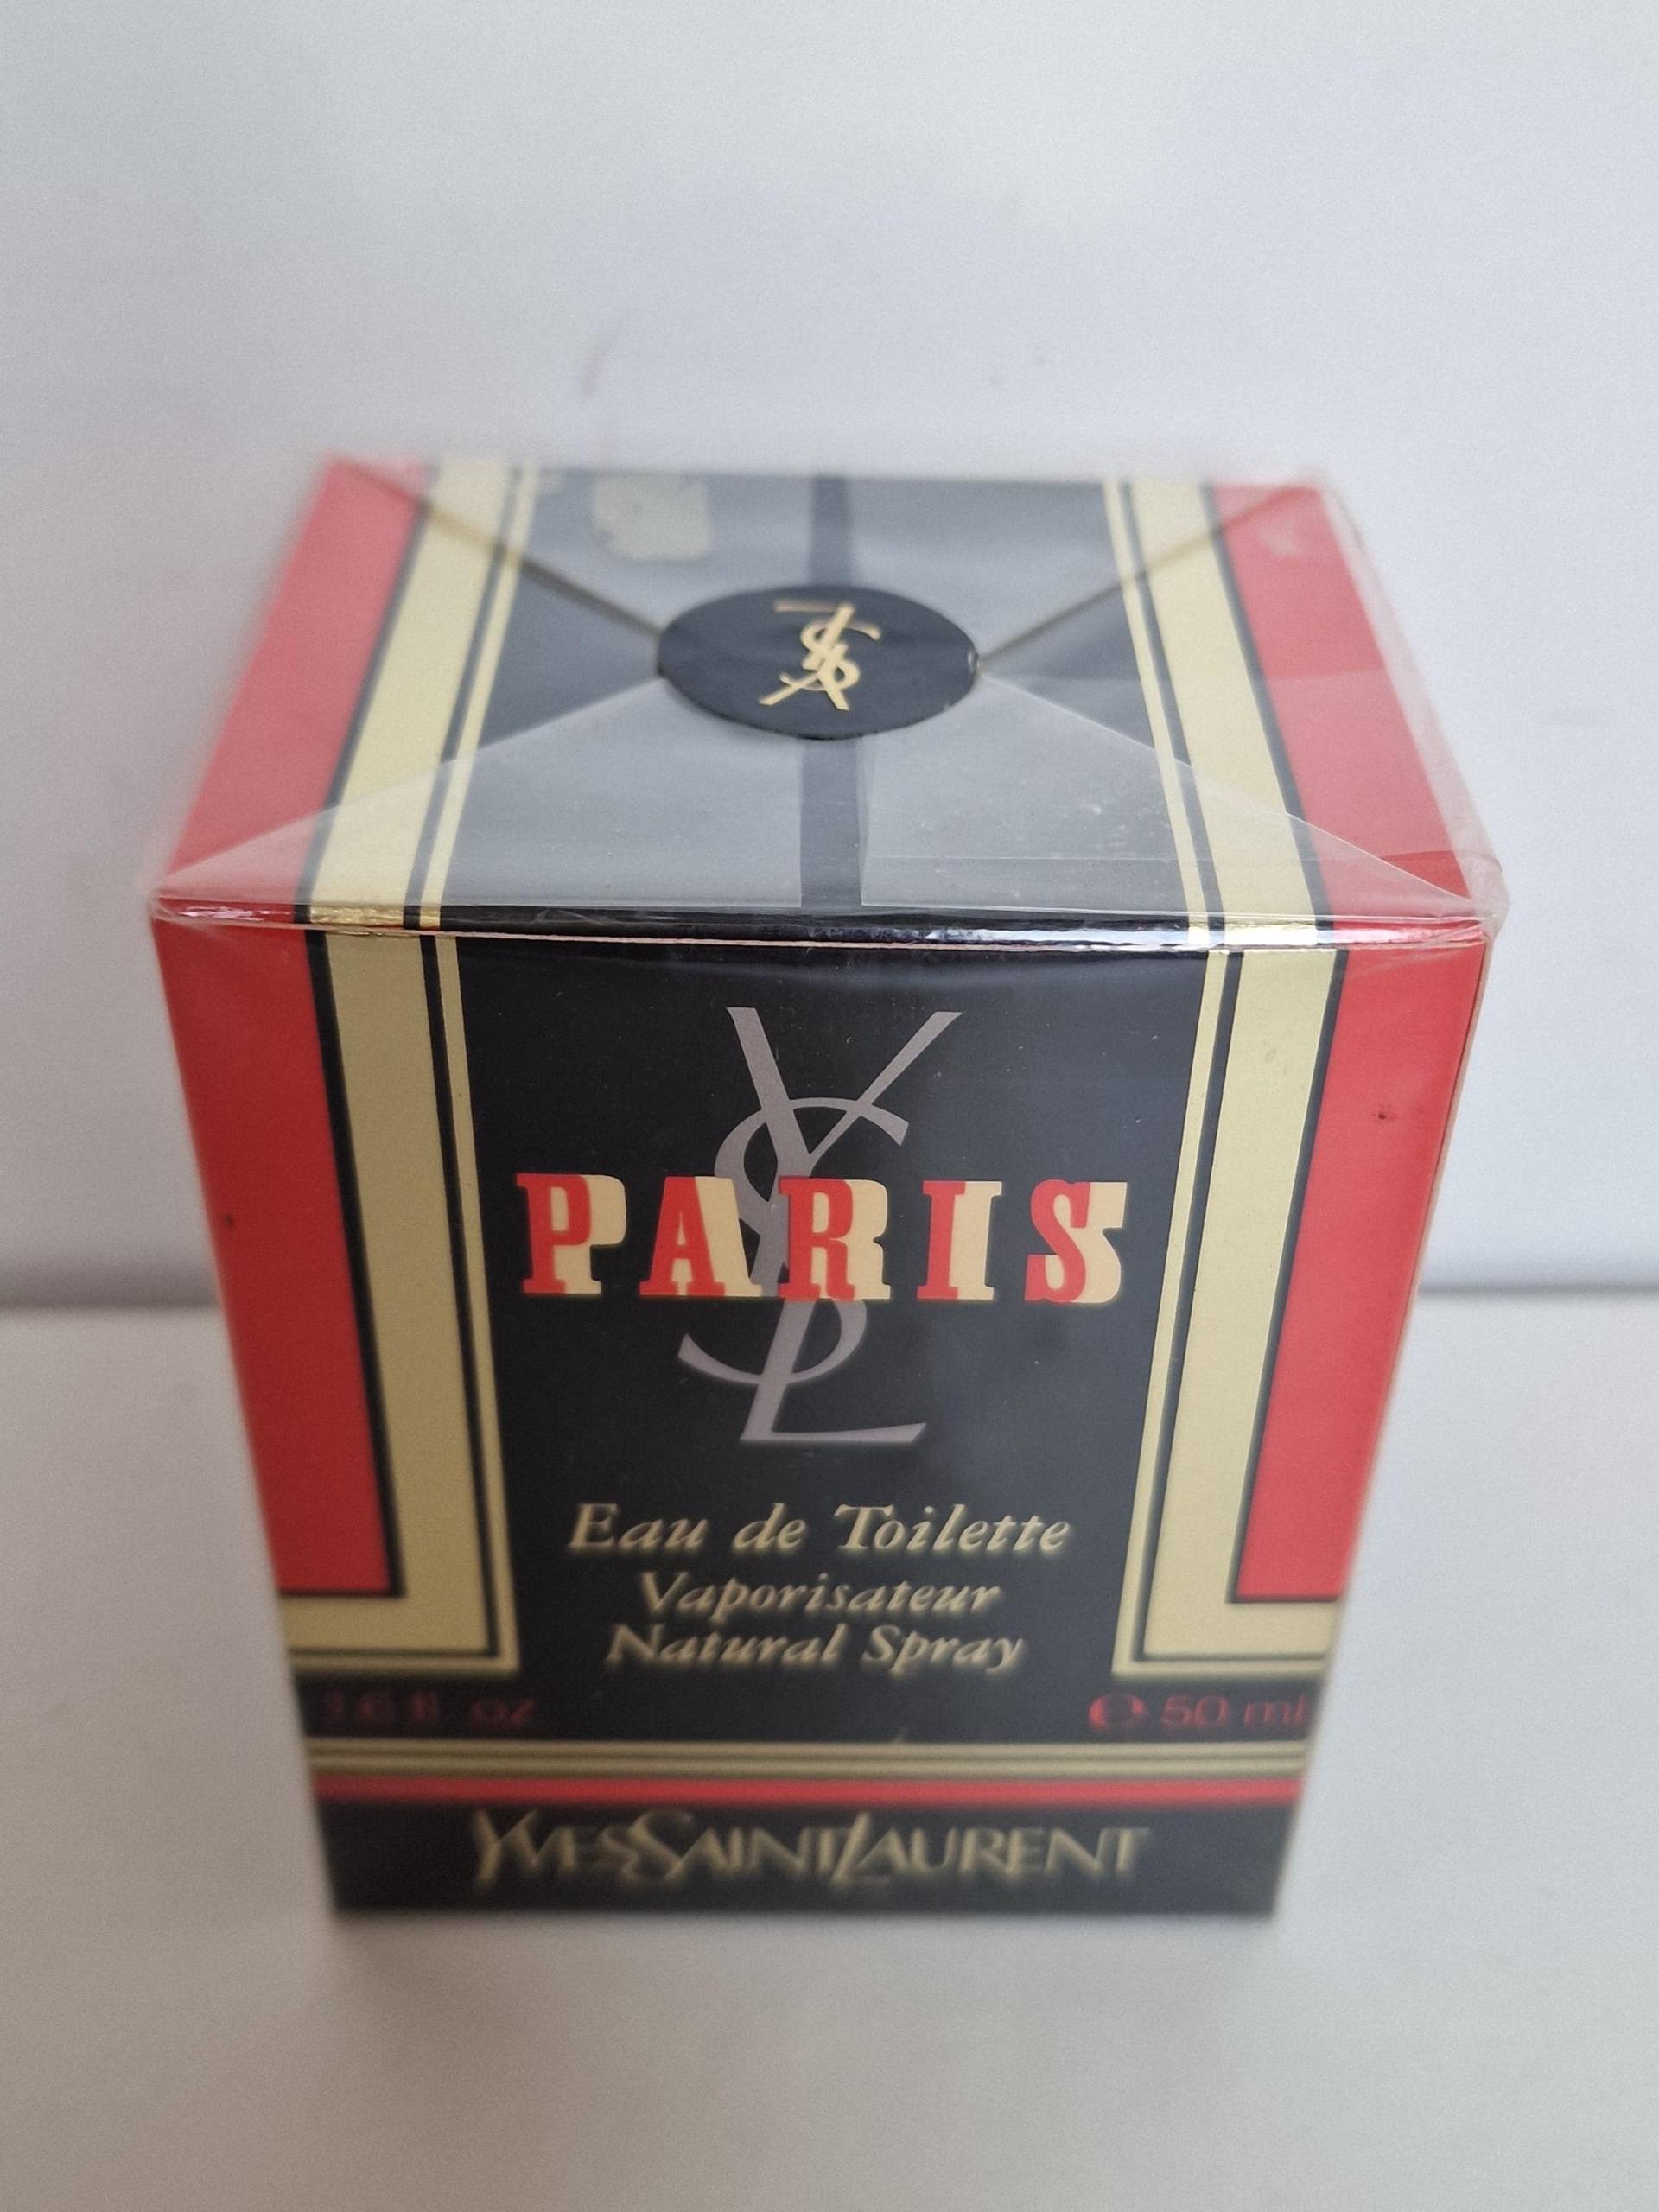 YSL
YSL
PARIS
Eau de Toilette
Vaporisateur
Natural Spray
1.6 fl. oz ℮ 50 ml
YVESSAINTLAURENT